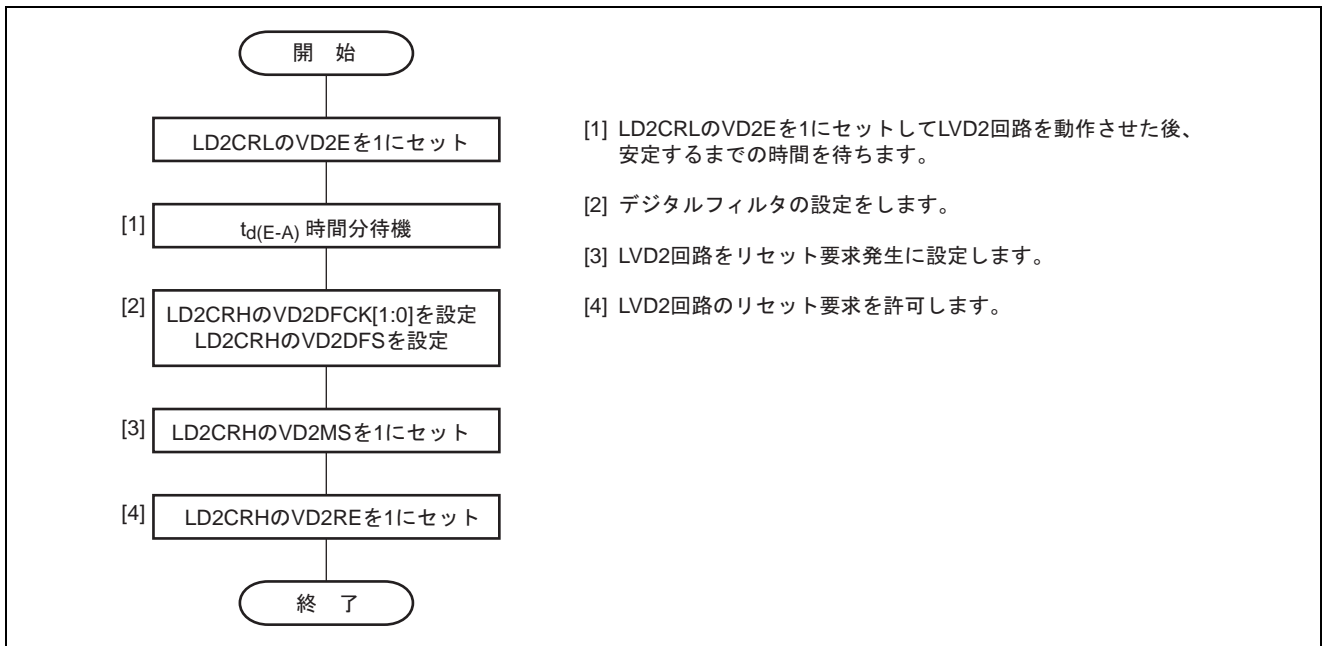 開 始
LD2CRLのVD2Eを1にセット
[1] td(E-A) 時間分待機
[2] LD2CRHのVD2DFCK[1:0]を設定
LD2CRHのVD2DFSを設定
[3] LD2CRHのVD2MSを1にセット
[4] LD2CRHのVD2REを1にセット
終 了
[1] LD2CRLのVD2Eを1にセットしてLVD2回路を動作させた後、
安定するまでの時間を待ちます。
[2] デジタルフィルタの設定をします。
[3] LVD2回路をリセット要求発生に設定します。
[4] LVD2回路のリセット要求を許可します。